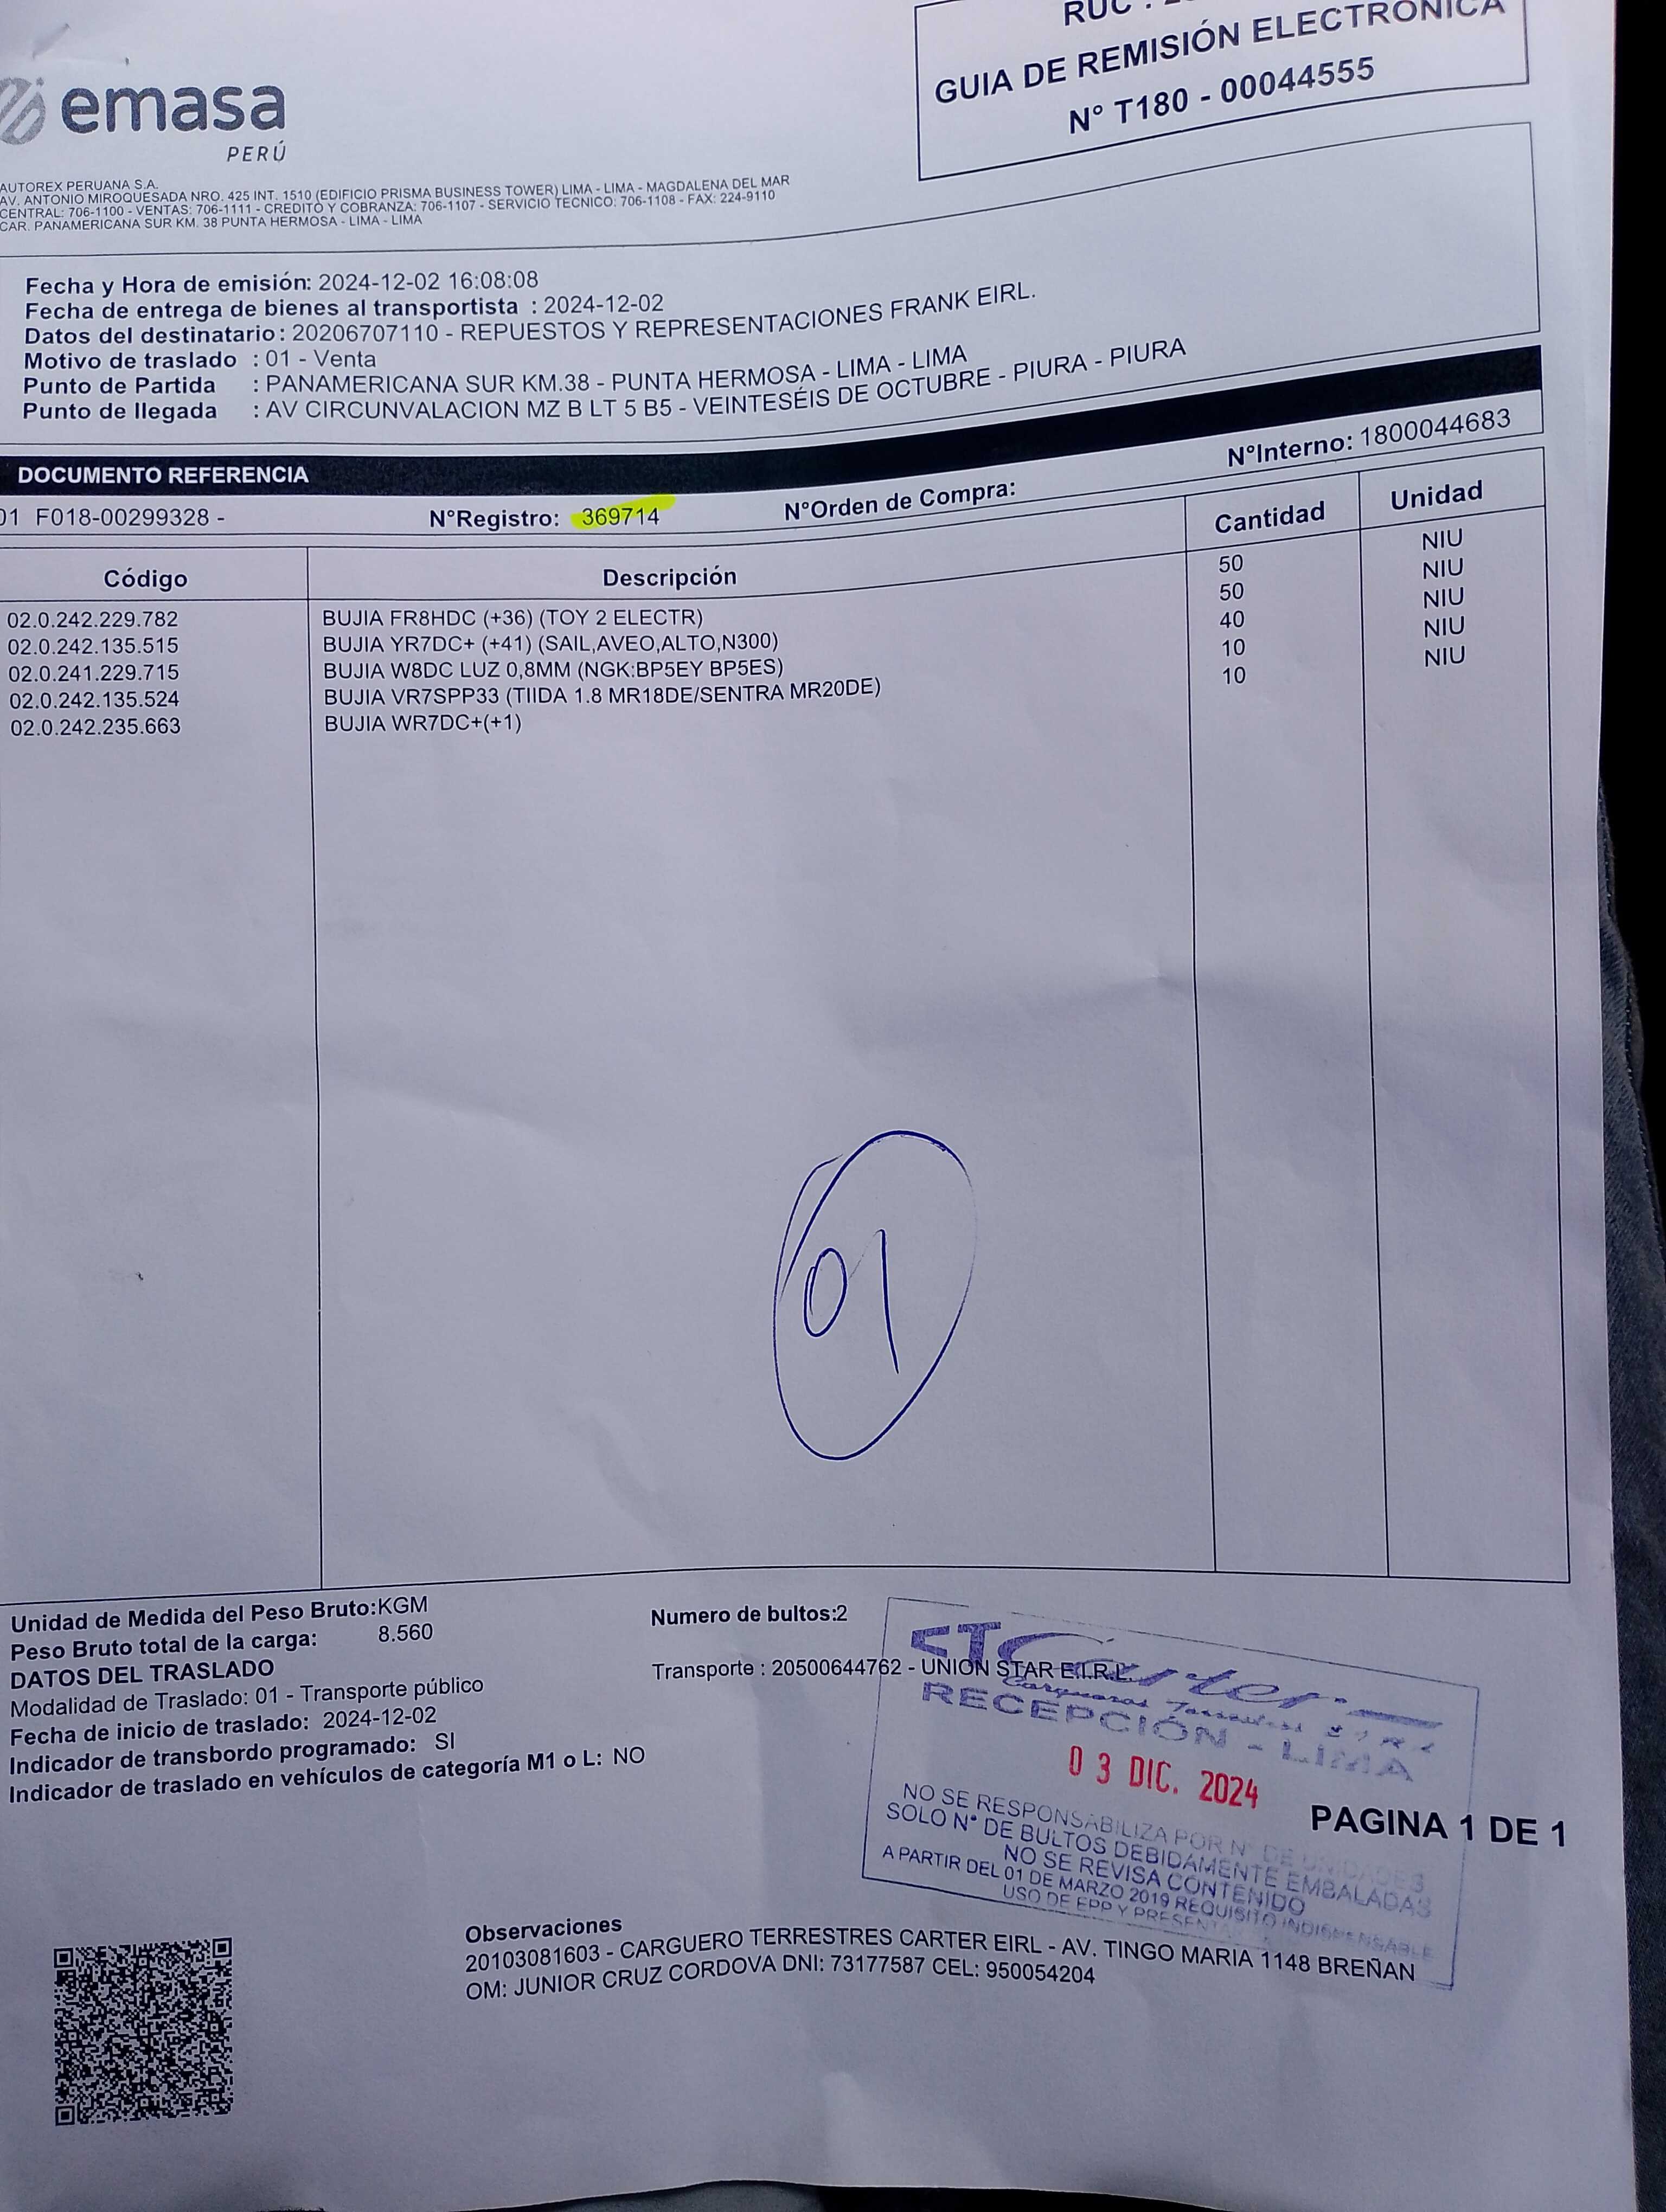 RUC :
GUIA DE REMISIÓN ELECTRÓNICA
N° T180 - 00044555
emasa
PERÚ
AUTOREX PERUANA S.A.
AV. ANTONIO MIROQUESADA NRO. 425 INT. 1510 (EDIFICIO PRISMA BUSINESS TOWER) LIMA - LIMA - MAGDALENA DEL MAR
CENTRAL: 706-1100 - VENTAS: 706-1111 - CREDITO Y COBRANZA: 706-1107 - SERVICIO TECNICO: 706-1108 - FAX: 224-9110
CAR. PANAMERICANA SUR KM. 38 PUNTA HERMOSA - LIMA - LIMA
Fecha y Hora de emisión: 2024-12-02 16:08:08
Fecha de entrega de bienes al transportista : 2024-12-02
Datos del destinatario: 20206707110 - REPUESTOS Y REPRESENTACIONES FRANK EIRL.
Motivo de traslado : 01 - Venta
Punto de Partida : PANAMERICANA SUR KM.38 - PUNTA HERMOSA - LIMA - LIMA
Punto de llegada : AV CIRCUNVALACION MZ B LT 5 B5 - VEINTESÉIS DE OCTUBRE - PIURA - PIURA
DOCUMENTO REFERENCIA
01 F018-00299328 - N°Registro: 369714 N°Orden de Compra: N°Interno: 1800044683
Código Descripción Cantidad Unidad
02.0.242.229.782 BUJIA FR8HDC (+36) (TOY 2 ELECTR) 50 NIU
02.0.242.135.515 BUJIA YR7DC+ (+41) (SAIL,AVEO,ALTO,N300) 50 NIU
02.0.241.229.715 BUJIA W8DC LUZ 0,8MM (NGK:BP5EY BP5ES) 40 NIU
02.0.242.135.524 BUJIA VR7SPP33 (TIIDA 1.8 MR18DE/SENTRA MR20DE) 10 NIU
02.0.242.235.663 BUJIA WR7DC+(+1) 10 NIU
01
Unidad de Medida del Peso Bruto:KGM Numero de bultos:2
Peso Bruto total de la carga: 8.560
DATOS DEL TRASLADO Transporte : 20500644762 - UNION STAR E.I.R.L.
Modalidad de Traslado: 01 - Transporte público
Fecha de inicio de traslado: 2024-12-02
Indicador de transbordo programado: SI
Indicador de traslado en vehículos de categoría M1 o L: NO
CTC Carter
Cargueros Terrestres
RECEPCIÓN - LIMA
03 DIC. 2024
NO SE RESPONSABILIZA POR N° DE UNIDADES
SOLO N° DE BULTOS DEBIDAMENTE EMBALADAS
NO SE REVISA CONTENIDO
A PARTIR DEL 01 DE MARZO 2019 REQUISITO INDISPENSABLE
USO DE EPP Y
PAGINA 1 DE 1
Observaciones
20103081603 - CARGUERO TERRESTRES CARTER EIRL - AV. TINGO MARIA 1148 BREÑAN
OM: JUNIOR CRUZ CORDOVA DNI: 73177587 CEL: 950054204